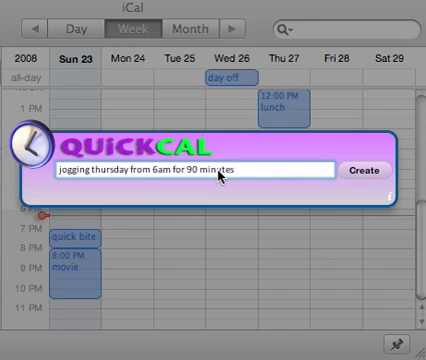 iCal
Day Week Month
2008 Sun 23 Mon 24 Tue 25 Wed 26 Thu 27 Fri 28 Sat 29
all-day day off
12:00 PM
1 PM lunch
QUiCKCAL
jogging thursday from 6am for 90 minutes Create
i
7 PM quick bite
8 PM 8:00 PM
9 PM movie
10 PM
11 PM